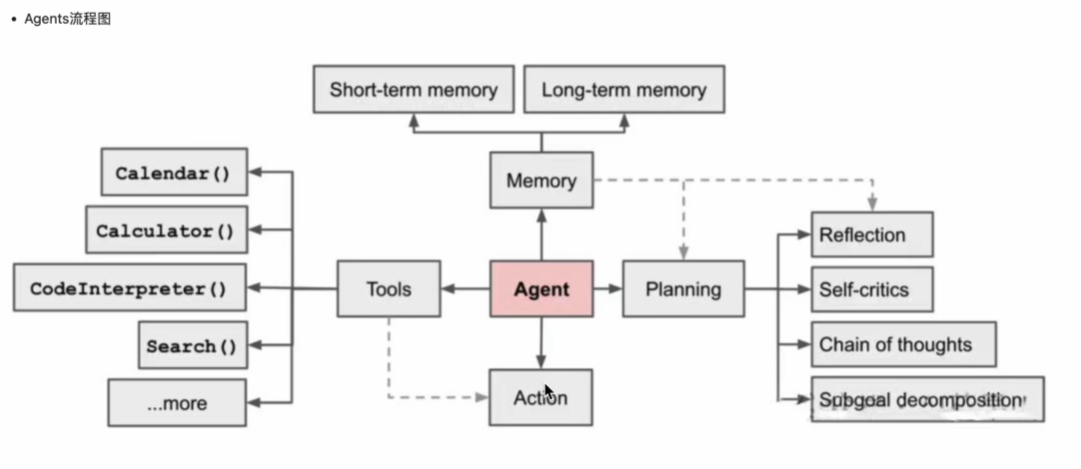 Agents流程图
Short-term memory
Long-term memory
Memory
Calendar()
Calculator()
CodeInterpreter()
Search()
...more
Tools
Agent
Planning
Action
Reflection
Self-critics
Chain of thoughts
Subgoal decomposition